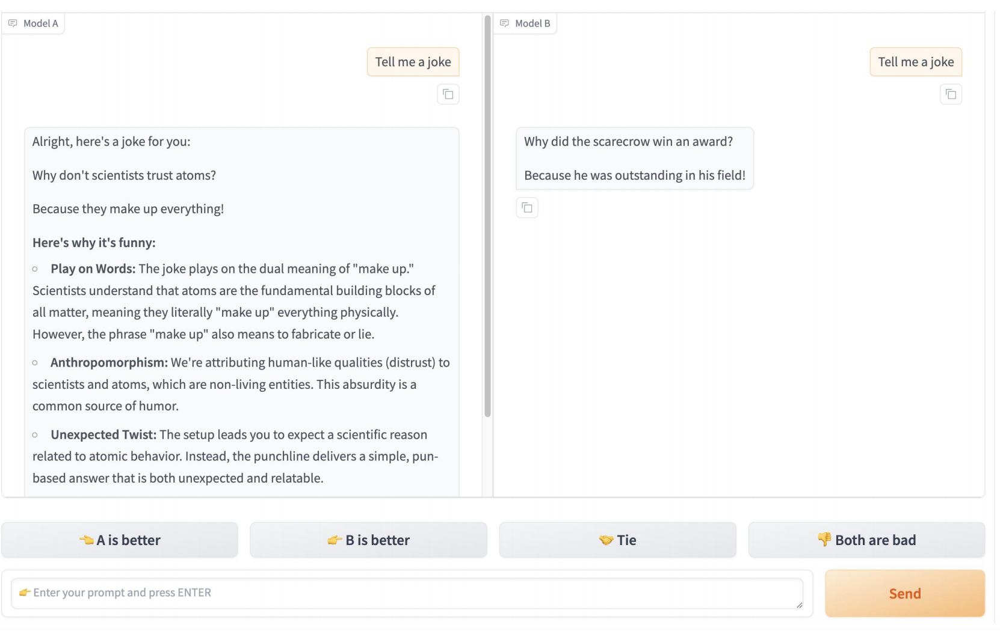 Model A
Tell me a joke
Alright, here's a joke for you:
Why don't scientists trust atoms?
Because they make up everything!
Here's why it's funny:
Play on Words: The joke plays on the dual meaning of "make up."
Scientists understand that atoms are the fundamental building blocks of
all matter, meaning they literally "make up" everything physically.
However, the phrase "make up" also means to fabricate or lie.
Anthropomorphism: We're attributing human-like qualities (distrust) to
scientists and atoms, which are non-living entities. This absurdity is a
common source of humor.
Unexpected Twist: The setup leads you to expect a scientific reason
related to atomic behavior. Instead, the punchline delivers a simple, pun-
based answer that is both unexpected and relatable.
Model B
Tell me a joke
Why did the scarecrow win an award?
Because he was outstanding in his field!
👈 A is better
👉 B is better
🤝 Tie
👎 Both are bad
👉 Enter your prompt and press ENTER
Send